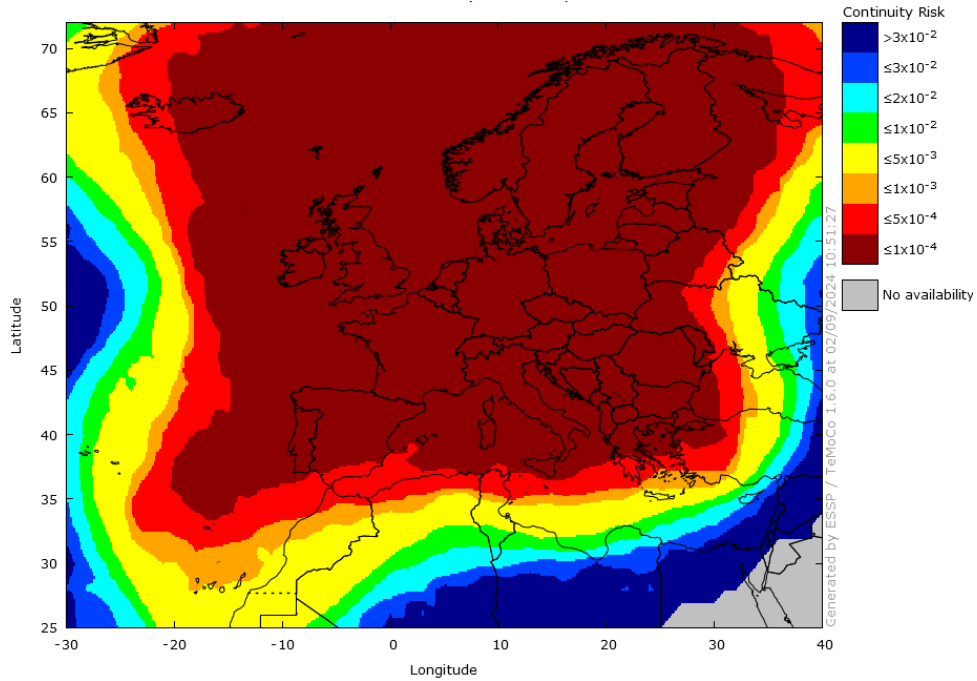 Continuity Risk
>3x10-2
≤3x10-2
≤2x10-2
≤1x10-2
≤5x10-3
≤1x10-3
≤5x10-4
≤1x10-4
No availability
Generated by ESSP / TeMoCo 1.6.0 at 02/09/2024 10:51:27
Latitude
70
65
60
55
50
45
40
35
30
25
-30
-20
-10
0
10
20
30
40
Longitude